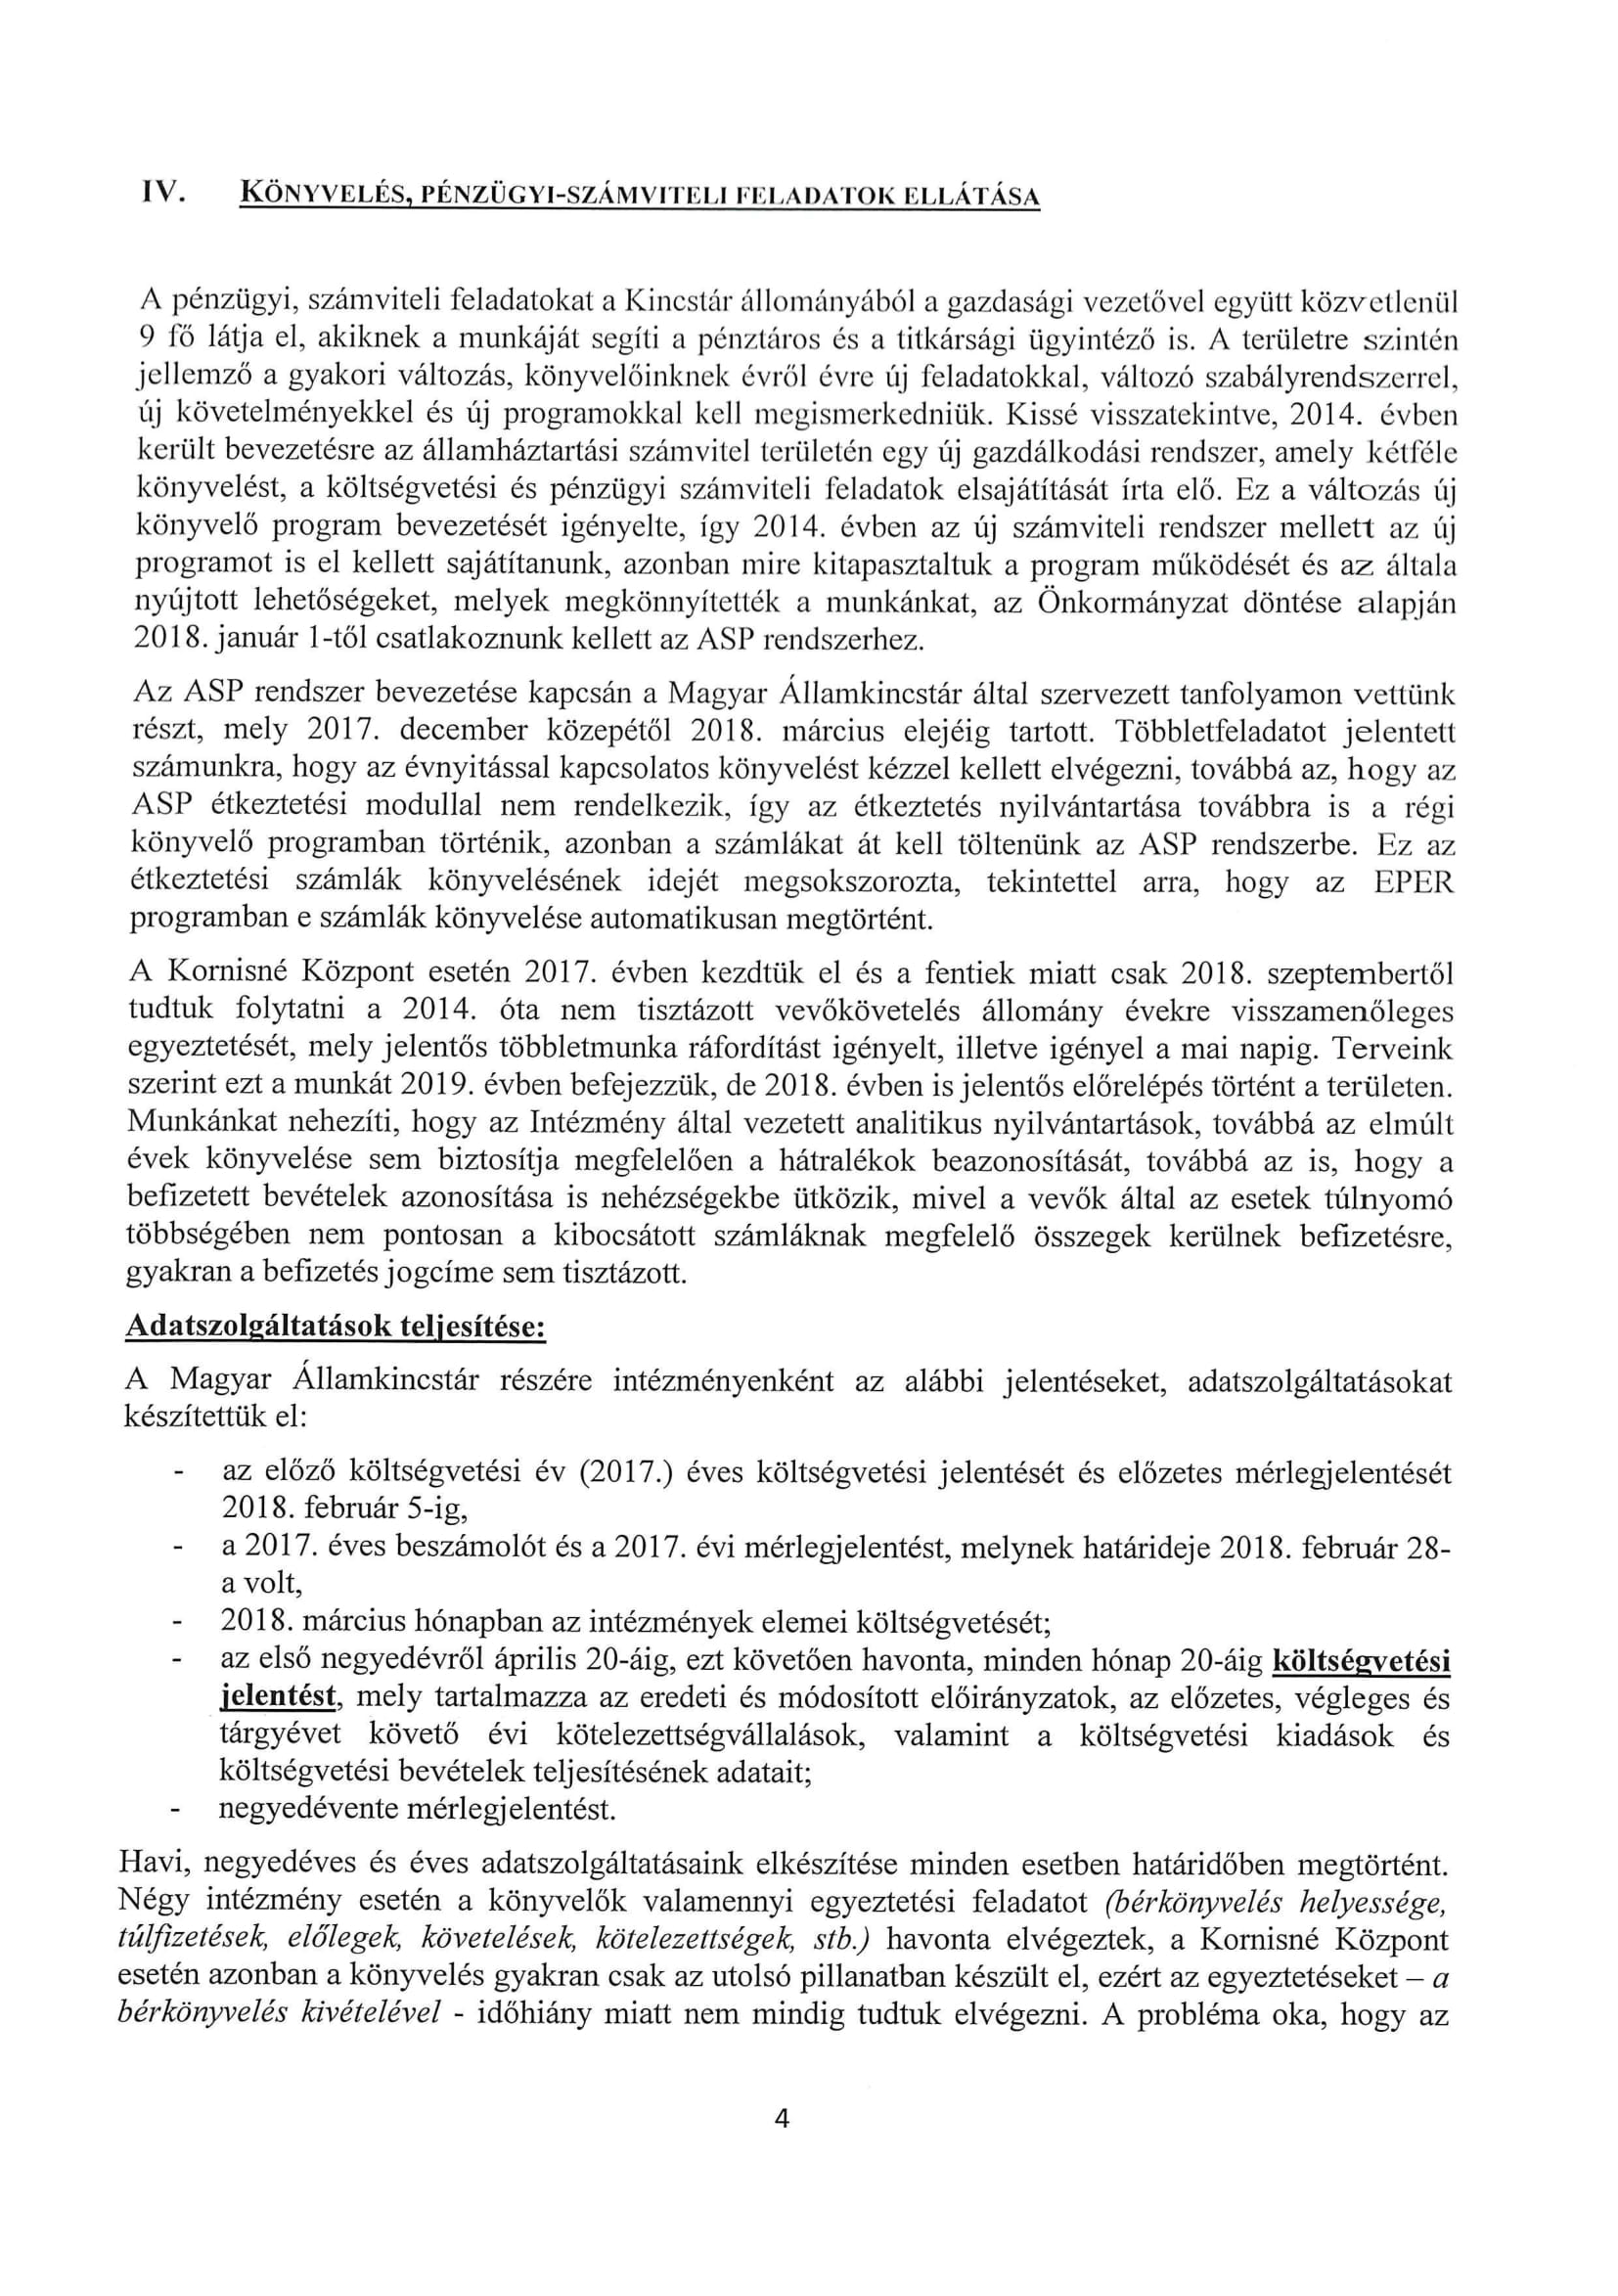 IV. KÖNYVELÉS, PÉNZÜGYI-SZÁMVITELI FELADATOK ELLÁTÁSA
A pénzügyi, számviteli feladatokat a Kincstár állományából a gazdasági vezetővel együtt közvetlenül
9 fő látja el, akiknek a munkáját segíti a pénztáros és a titkársági ügyintéző is. A területre szintén
jellemző a gyakori változás, könyvelőinknek évről évre új feladatokkal, változó szabályrendszerrel,
új követelményekkel és új programokkal kell megismerkedniük. Kissé visszatekintve, 2014. évben
került bevezetésre az államháztartási számvitel területén egy új gazdálkodási rendszer, amely kétféle
könyvelést, a költségvetési és pénzügyi számviteli feladatok elsajátítását írta elő. Ez a változás új
könyvelő program bevezetését igényelte, így 2014. évben az új számviteli rendszer mellett az új
programot is el kellett sajátítanunk, azonban mire kitapasztaltuk a program működését és az általa
nyújtott lehetőségeket, melyek megkönnyítették a munkánkat, az Önkormányzat döntése alapján
2018. január 1-től csatlakoznunk kellett az ASP rendszerhez.
Az ASP rendszer bevezetése kapcsán a Magyar Államkincstár által szervezett tanfolyamon vettünk
részt, mely 2017. december közepétől 2018. március elejéig tartott. Többletfeladatot jelentett
számunkra, hogy az évnyitással kapcsolatos könyvelést kézzel kellett elvégezni, továbbá az, hogy az
ASP étkeztetési modullal nem rendelkezik, így az étkeztetés nyilvántartása továbbra is a régi
könyvelő programban történik, azonban a számlákat át kell töltenünk az ASP rendszerbe. Ez az
étkeztetési számlák könyvelésének idejét megsokszorozta, tekintettel arra, hogy az EPER
programban e számlák könyvelése automatikusan megtörtént.
A Kornisné Központ esetén 2017. évben kezdtük el és a fentiek miatt csak 2018. szeptembertől
tudtuk folytatni a 2014. óta nem tisztázott vevőkövetelés állomány évekre visszamenőleges
egyeztetését, mely jelentős többletmunka ráfordítást igényelt, illetve igényel a mai napig. Terveink
szerint ezt a munkát 2019. évben befejezzük, de 2018. évben is jelentős előrelépés történt a területen.
Munkánkat nehezíti, hogy az Intézmény által vezetett analitikus nyilvántartások, továbbá az elmúlt
évek könyvelése sem biztosítja megfelelően a hátralékok beazonosítását, továbbá az is, hogy a
befizetett bevételek azonosítása is nehézségekbe ütközik, mivel a vevők által az esetek túlnyomó
többségében nem pontosan a kibocsátott számláknak megfelelő összegek kerülnek befizetésre,
gyakran a befizetés jogcíme sem tisztázott.
Adatszolgáltatások teljesítése:
A Magyar Államkincstár részére intézményenként az alábbi jelentéseket, adatszolgáltatásokat
készítettük el:
- az előző költségvetési év (2017.) éves költségvetési jelentését és előzetes mérlegjelentését
2018. február 5-ig,
- a 2017. éves beszámolót és a 2017. évi mérlegjelentést, melynek határideje 2018. február 28-
a volt,
- 2018. március hónapban az intézmények elemei költségvetését;
- az első negyedévről április 20-áig, ezt követően havonta, minden hónap 20-áig költségvetési
jelentést, mely tartalmazza az eredeti és módosított előirányzatok, az előzetes, végleges és
tárgyévet követő évi kötelezettségvállalások, valamint a költségvetési kiadások és
költségvetési bevételek teljesítésének adatait;
- negyedévente mérlegjelentést.
Havi, negyedéves és éves adatszolgáltatásaink elkészítése minden esetben határidőben megtörtént.
Négy intézmény esetén a könyvelők valamennyi egyeztetési feladatot (bérkönyvelés helyessége,
túlfizetések, előlegek, követelések, kötelezettségek, stb.) havonta elvégeztek, a Kornisné Központ
esetén azonban a könyvelés gyakran csak az utolsó pillanatban készült el, ezért az egyeztetéseket – a
bérkönyvelés kivételével - időhiány miatt nem mindig tudtuk elvégezni. A probléma oka, hogy az
4